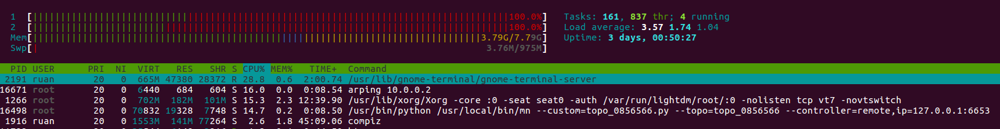 1 [100.0%] Tasks: 161, 837 thr; 4 running
2 [100.0%] Load average: 3.57 1.74 1.04
Mem[3.79G/7.79G] Uptime: 3 days, 00:50:27
Swp[3.76M/975M]
PID USER PRI NI VIRT RES SHR S CPU% MEM% TIME+ Command
2191 ruan 20 0 665M 47380 28372 R 28.8 0.6 2:00.74 /usr/lib/gnome-terminal/gnome-terminal-server
16671 root 20 0 6440 684 604 S 16.0 0.0 0:08.54 arping 10.0.0.2
1266 root 20 0 702M 182M 101M S 15.3 2.3 12:39.90 /usr/lib/xorg/Xorg -core :0 -seat seat0 -auth /var/run/lightdm/root/:0 -nolisten tcp vt7 -novtswitch
16498 root 20 0 70832 19328 7748 S 14.7 0.2 0:08.50 /usr/bin/python /usr/local/bin/mn --custom=topo_0856566.py --topo=topo_0856566 --controller=remote,ip=127.0.0.1:6653
1916 ruan 20 0 1553M 141M 77264 S 2.6 1.8 45:09.06 compiz